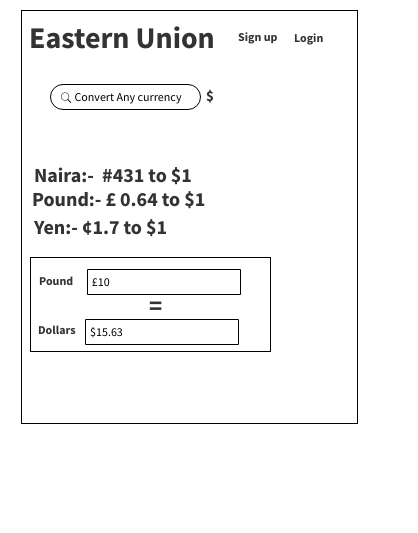 Eastern Union Sign up Login
Convert Any currency $
Naira:- #431 to $1
Pound:- £ 0.64 to $1
Yen:- ¢1.7 to $1
Pound £10
=
Dollars $15.63